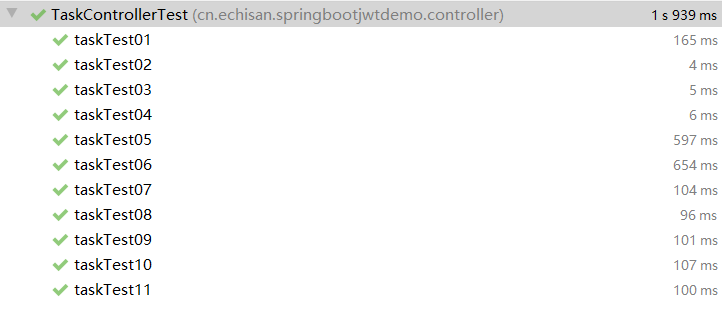 TaskControllerTest (cn.echisan.springbootjwtdemo.controller) 1 s 939 ms
taskTest01 165 ms
taskTest02 4 ms
taskTest03 5 ms
taskTest04 6 ms
taskTest05 597 ms
taskTest06 654 ms
taskTest07 104 ms
taskTest08 96 ms
taskTest09 101 ms
taskTest10 107 ms
taskTest11 100 ms